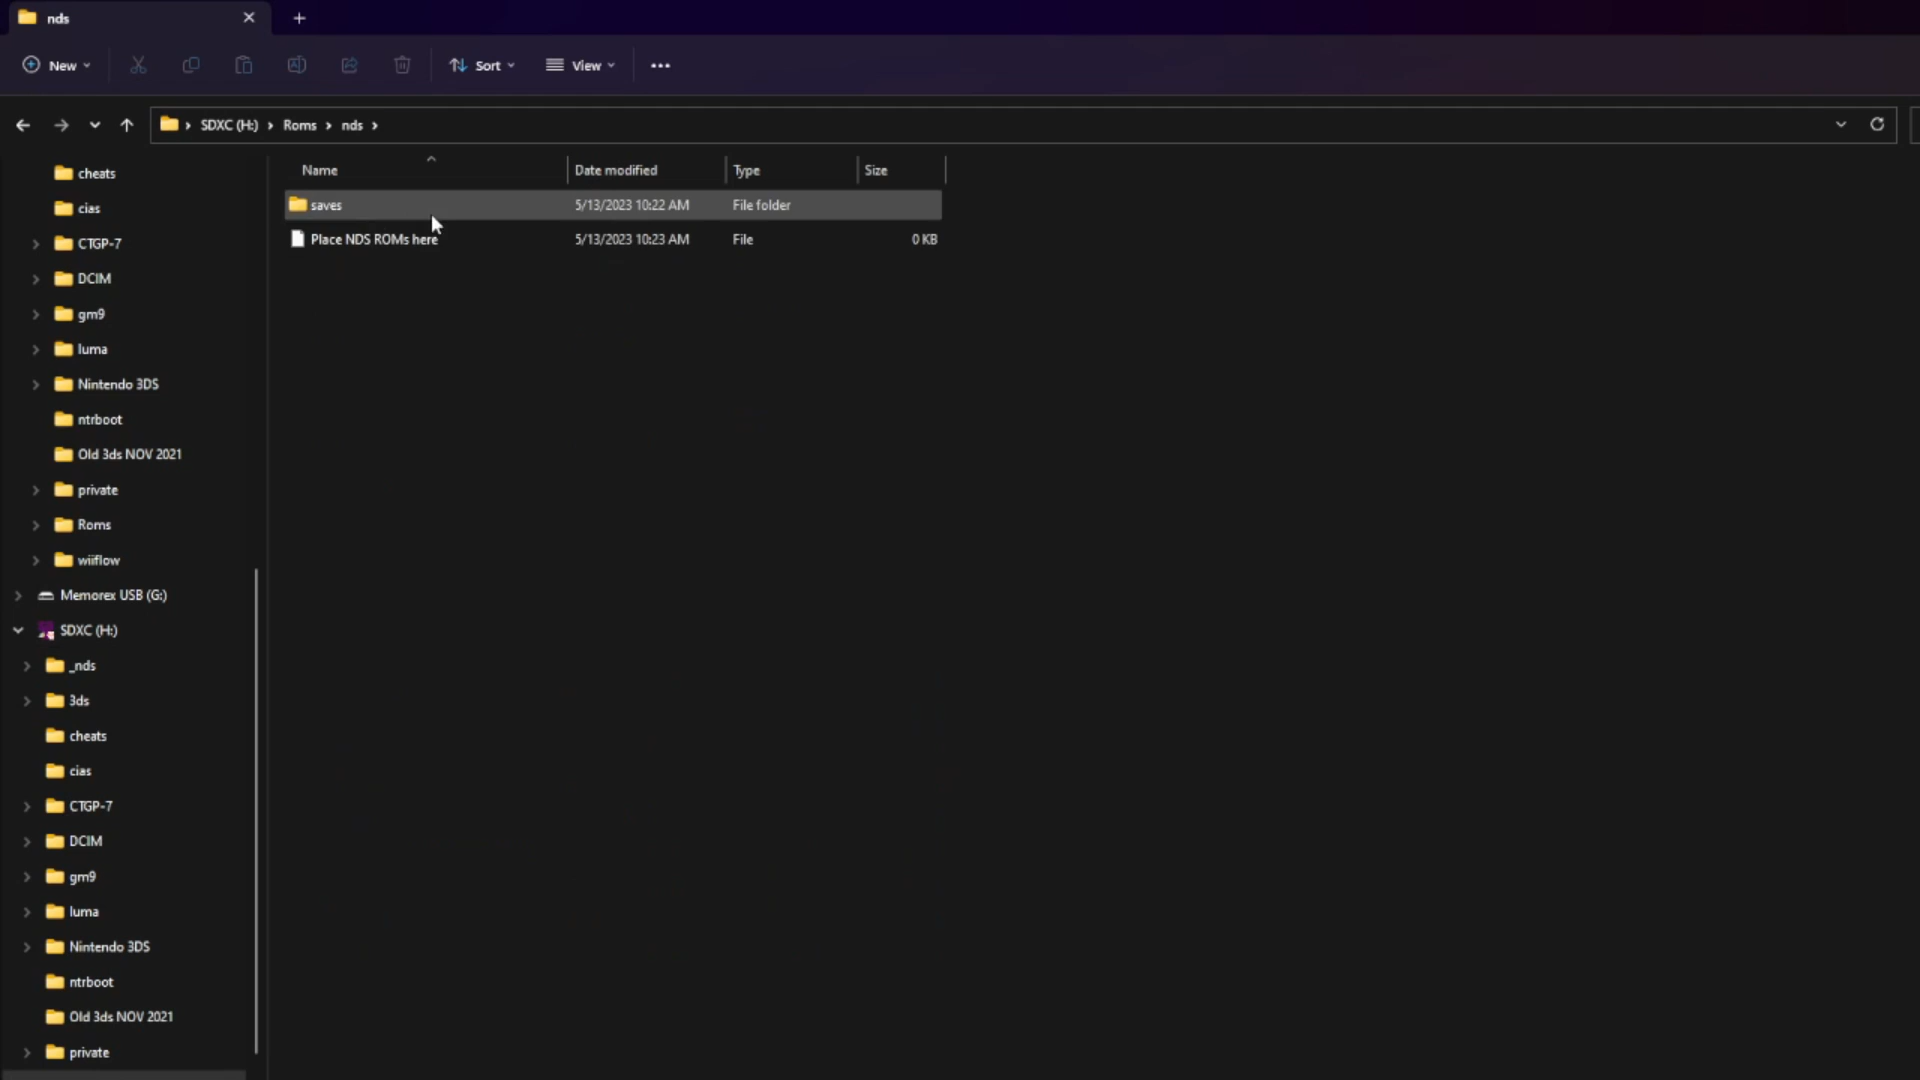 nds
New
Sort
View
SDXC (H:) Roms nds
cheats
cias
CTGP-7
DCIM
gm9
luma
Nintendo 3DS
ntrboot
Old 3ds NOV 2021
private
Roms
wiiflow
Memorex USB (G:)
SDXC (H:)
_nds
3ds
cheats
cias
CTGP-7
DCIM
gm9
luma
Nintendo 3DS
ntrboot
Old 3ds NOV 2021
private
Name Date modified Type Size
saves 5/13/2023 10:22 AM File folder
Place NDS ROMs here 5/13/2023 10:23 AM File 0 KB